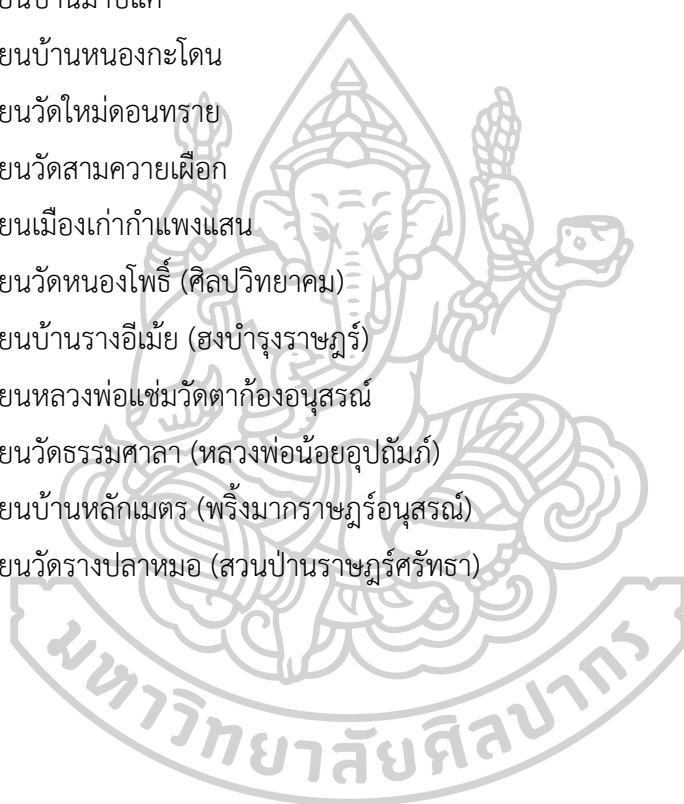 ยนบ้านมาบแค
ยนบ้านหนองกะโดน
ยนวัดใหม่ดอนทราย
ยนวัดสามควายเผือก
ยนเมืองเก่ากำแพงแสน
ยนวัดหนองโพธิ์ (ศิลปวิทยาคม)
ยนบ้านรางอีเม้ย (ฮงบำรุงราษฎร์)
ยนหลวงพ่อแช่มวัดตาก้องอนุสรณ์
ยนวัดธรรมศาลา (หลวงพ่อน้อยอุปถัมภ์)
ยนบ้านหลักเมตร (พริ้งมากราษฎร์อนุสรณ์)
ยนวัดรางปลาหมอ (สวนป่านราษฎร์ศรัทธา)
มหาวิทยาลัยศิลปากร